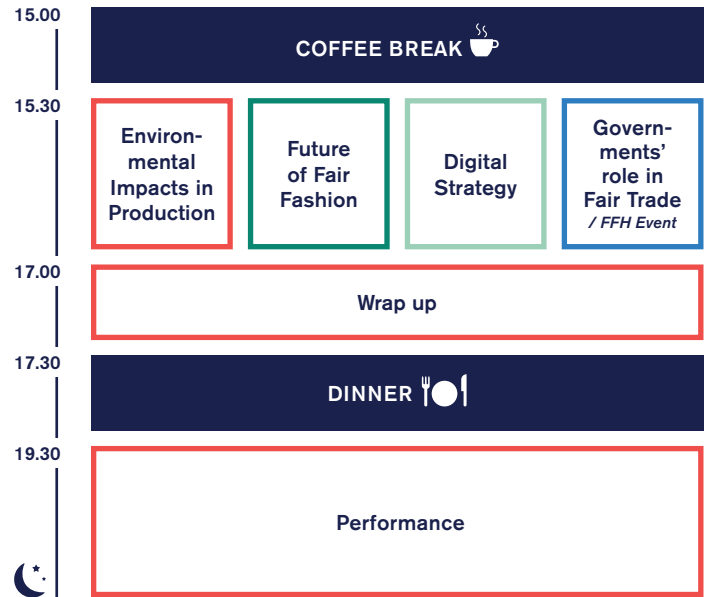 15.00
COFFEE BREAK
15.30
Environ-
mental
Impacts in
Production
Future
of Fair
Fashion
Digital
Strategy
Govern-
ments’
role in
Fair Trade
/ FFH Event
17.00
Wrap up
17.30
DINNER
19.30
Performance